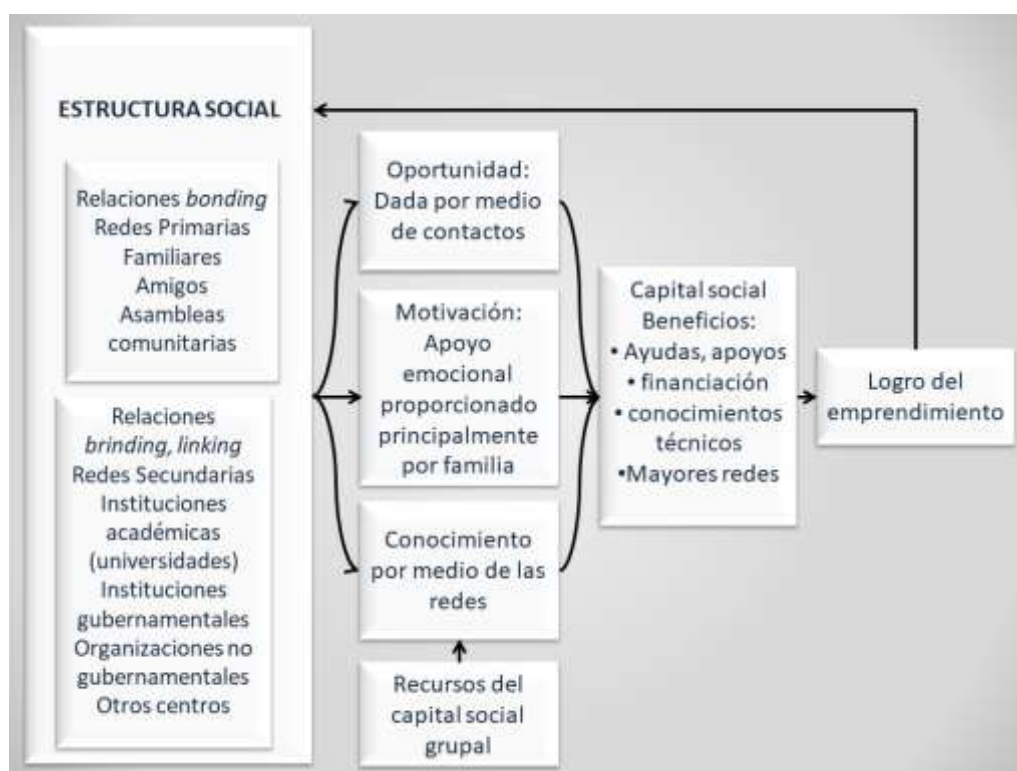 ESTRUCTURA SOCIAL
Relaciones bonding
Redes Primarias
Familiares
Amigos
Asambleas
comunitarias
Relaciones
brinding, linking
Redes Secundarias
Instituciones
académicas
(universidades)
Instituciones
gubernamentales
Organizaciones no
gubernamentales
Otros centros
Oportunidad:
Dada por medio
de contactos
Motivación:
Apoyo
emocional
proporcionado
principalmente
por familia
Conocimiento
por medio de las
redes
Recursos del
capital social
grupal
Capital social
Beneficios:
• Ayudas, apoyos
• financiación
• conocimientos
técnicos
•Mayores redes
Logro del
emprendimiento